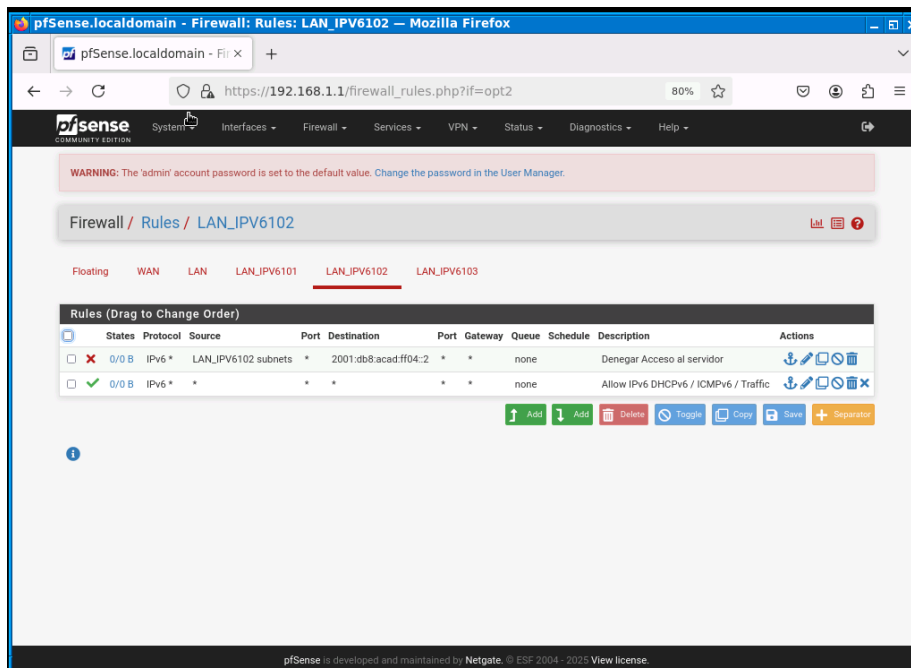 pfSense.localdomain - Firewall: Rules: LAN_IPV6102 — Mozilla Firefox
pfSense.localdomain - Fir
https://192.168.1.1/firewall_rules.php?if=opt2 80%
pfsense System Interfaces Firewall Services VPN Status Diagnostics Help
COMMUNITY EDITION
WARNING: The 'admin' account password is set to the default value. Change the password in the User Manager.
Firewall / Rules / LAN_IPV6102
Floating WAN LAN LAN_IPV6101 LAN_IPV6102 LAN_IPV6103
Rules (Drag to Change Order)
States Protocol Source Port Destination Port Gateway Queue Schedule Description Actions
0/0 B IPv6 * LAN_IPV6102 subnets * 2001:db8:acad:ff04::2 * * none Denegar Acceso al servidor
0/0 B IPv6 * * * * * * none Allow IPv6 DHCPv6 / ICMPv6 / Traffic
Add Add Delete Toggle Copy Save Separator
pfSense is developed and maintained by Netgate. © ESF 2004 - 2025 View license.